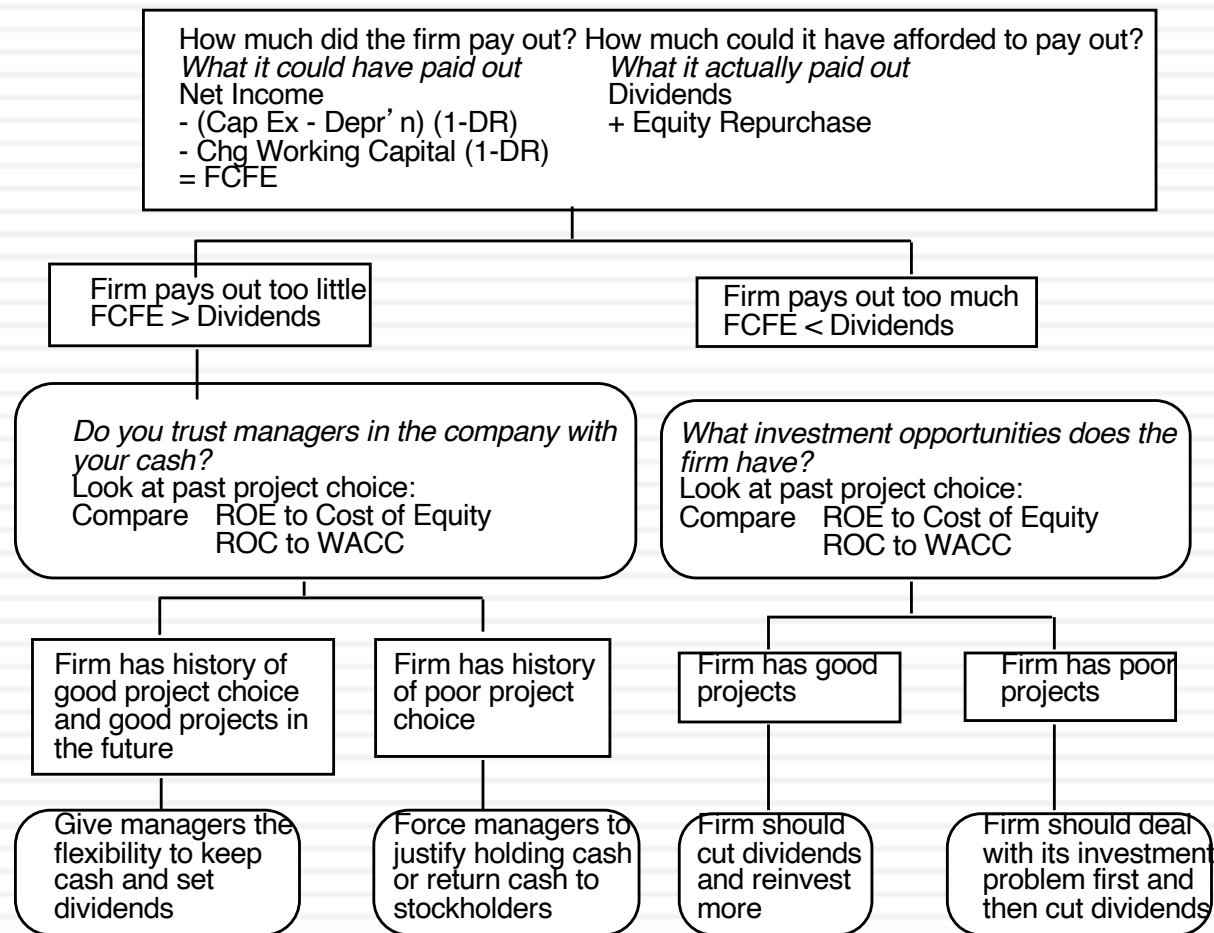 How much did the firm pay out? How much could it have afforded to pay out?
What it could have paid out
What it actually paid out
Net Income
Dividends
- (Cap Ex - Depr’ n) (1-DR)
+ Equity Repurchase
- Chg Working Capital (1-DR)
= FCFE
Firm pays out too little
FCFE > Dividends
Firm pays out too much
FCFE < Dividends
Do you trust managers in the company with
your cash?
Look at past project choice:
Compare ROE to Cost of Equity
ROC to WACC
What investment opportunities does the
firm have?
Look at past project choice:
Compare ROE to Cost of Equity
ROC to WACC
Firm has history of
good project choice
and good projects in
the future
Firm has history
of poor project
choice
Firm has good
projects
Firm has poor
projects
Give managers the
flexibility to keep
cash and set
dividends
Force managers to
justify holding cash
or return cash to
stockholders
Firm should
cut dividends
and reinvest
more
Firm should deal
with its investment
problem first and
then cut dividends